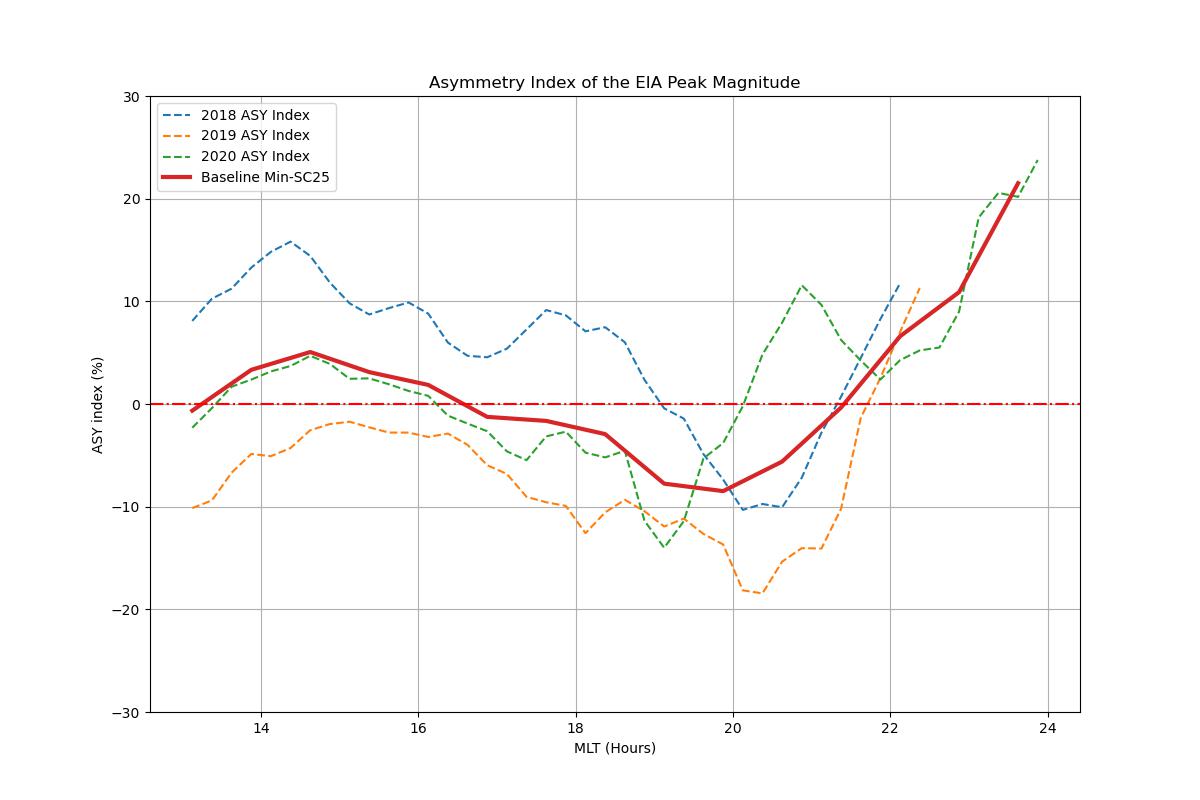 Asymmetry Index of the EIA Peak Magnitude
30
20
10
0
−10
−20
−30
ASY index (%)
2018 ASY Index
2019 ASY Index
2020 ASY Index
Baseline Min-SC25
14 16 18 20 22 24
MLT (Hours)